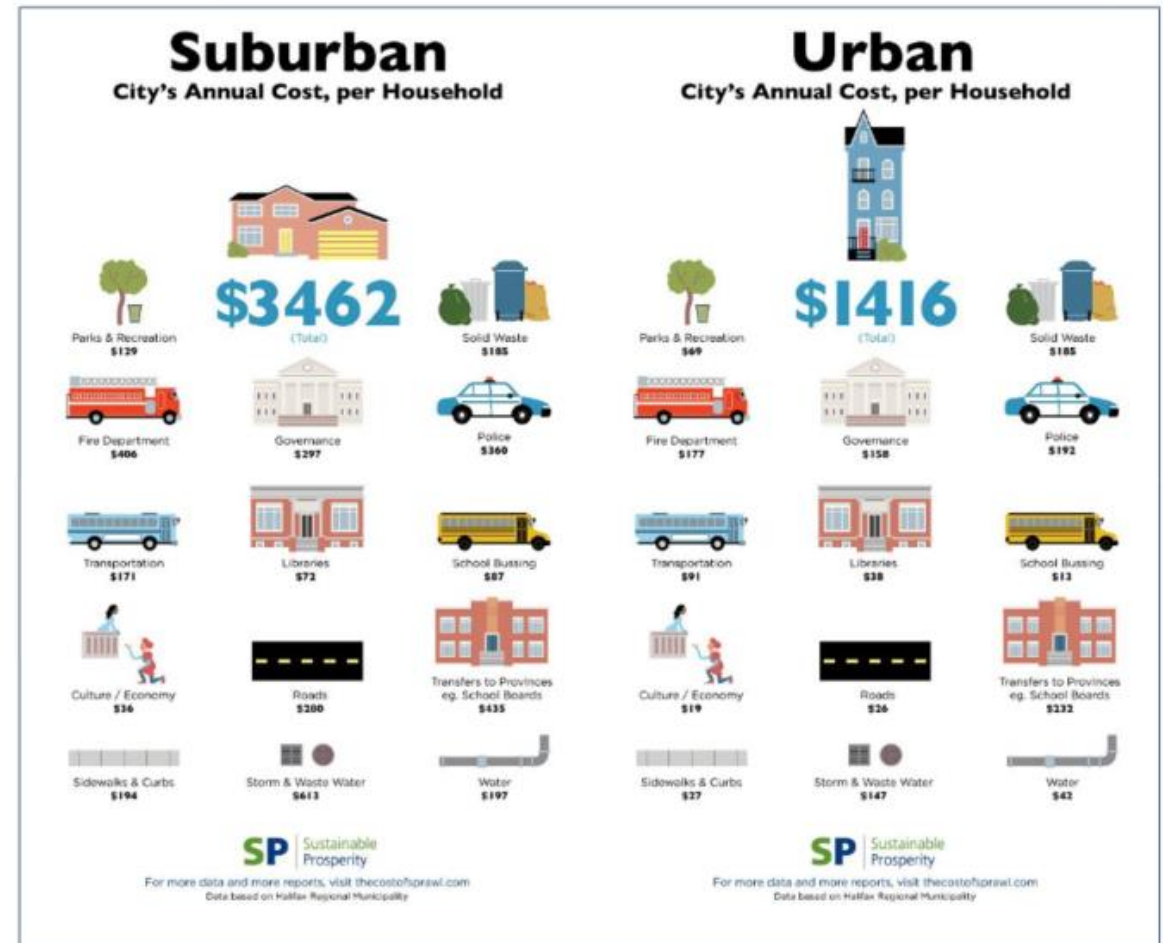 Suburban
City's Annual Cost, per Household
$3462
(Total)
Parks & Recreation
$129
Solid Waste
$185
Fire Department
$406
Governance
$297
Police
$360
Transportation
$171
Libraries
$72
School Bussing
$87
Culture / Economy
$36
Roads
$280
Transfers to Provinces
eg. School Boards
$435
Sidewalks & Curbs
$194
Storm & Waste Water
$613
Water
$197
SP Sustainable
Prosperity
For more data and more reports, visit thecostofsprawl.com
Data based on Halifax Regional Municipality
Urban
City's Annual Cost, per Household
$1416
(Total)
Parks & Recreation
$69
Solid Waste
$185
Fire Department
$177
Governance
$158
Police
$192
Transportation
$91
Libraries
$38
School Bussing
$13
Culture / Economy
$19
Roads
$26
Transfers to Provinces
eg. School Boards
$232
Sidewalks & Curbs
$27
Storm & Waste Water
$147
Water
$42
SP Sustainable
Prosperity
For more data and more reports, visit thecostofsprawl.com
Data based on Halifax Regional Municipality